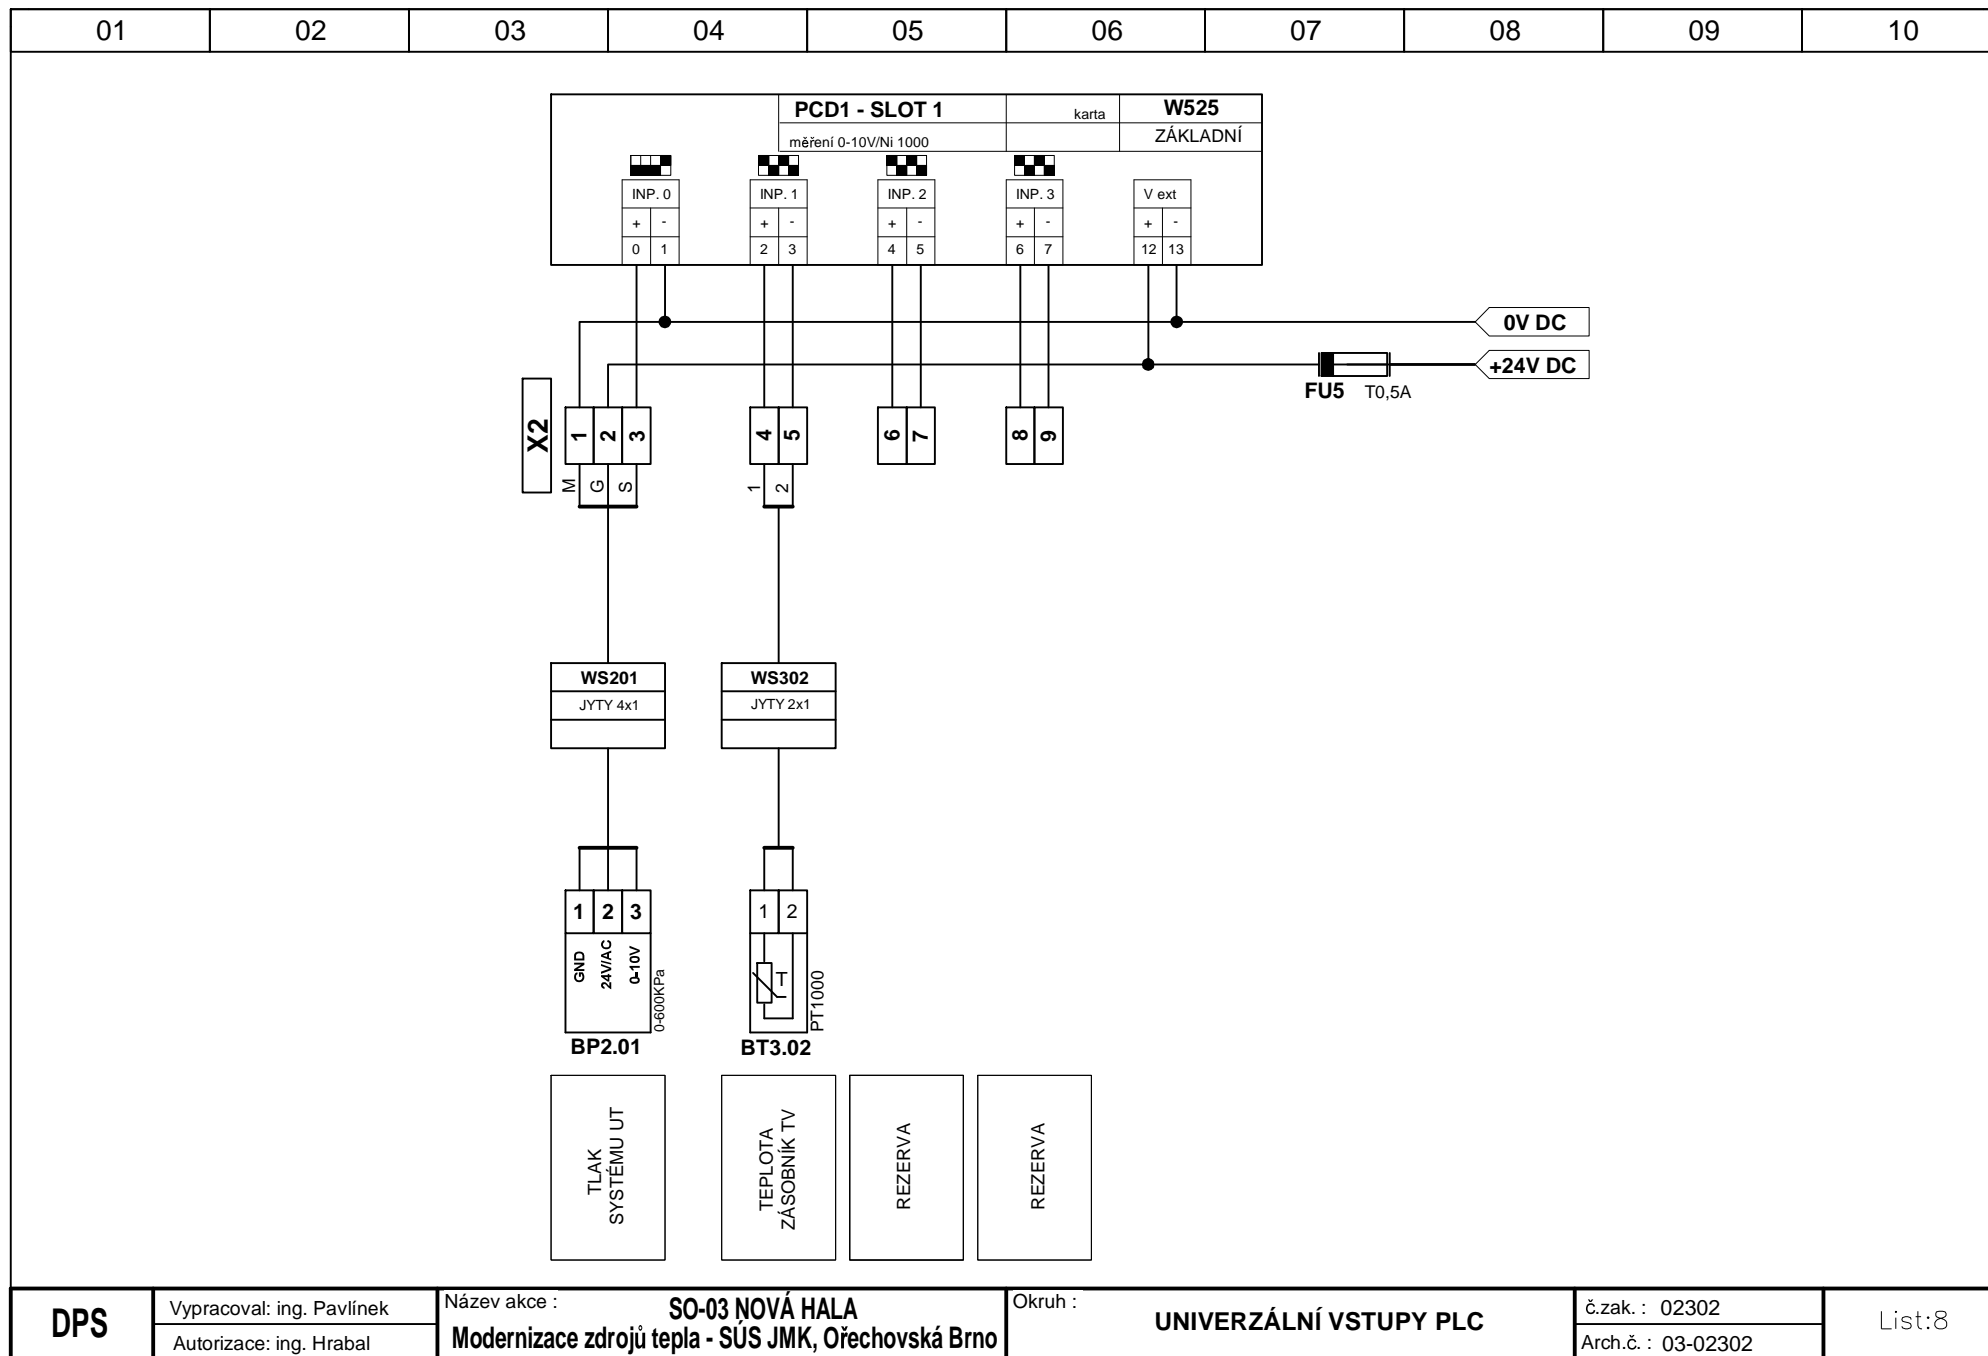 01 02 03 04 05 06 07 08 09 10
PCD1 - SLOT 1 karta W525
měření 0-10V/Ni 1000 ZÁKLADNÍ
INP. 0 INP. 1 INP. 2 INP. 3 V ext
+ - + - + - + - + -
0 1 2 3 4 5 6 7 12 13
0V DC
+24V DC
FU5 T0,5A
X2 1 2 3 4 5 6 7 8 9
M G S 1 2
WS201 WS302
JYTY 4x1 JYTY 2x1
1 2 3 1 2
GND 24V/AC 0-10V 0-600KPa T PT1000
BP2.01 BT3.02
TLAK
SYSTÉMU UT
TEPLOTA
ZÁSOBNÍK TV
REZERVA
REZERVA
DPS
Vypracoval: ing. Pavlínek
Autorizace: ing. Hrabal
Název akce : SO-03 NOVÁ HALA
Modernizace zdrojů tepla - SÚS JMK, Ořechovská Brno
Okruh : UNIVERZÁLNÍ VSTUPY PLC
č.zak. : 02302
Arch.č. : 03-02302
List:8